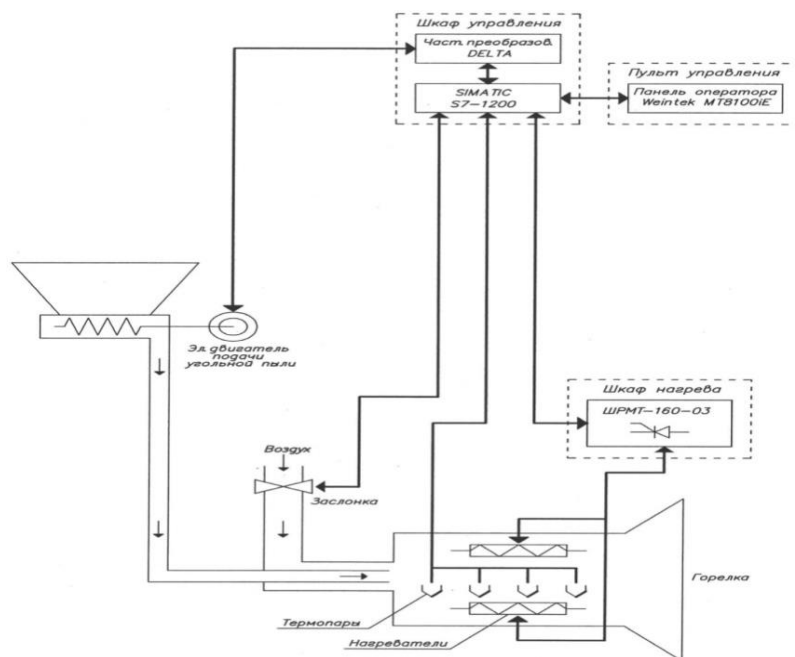 Шкаф управления
Част. преобразов.
DELTA
SIMATIC
S7-1200
Пульт управления
Панель оператора
Weintek MT8100iE
Эл. двигатель
подачи
угольной пыли
Шкаф нагрева
ШРМТ-160-03
Воздух
Заслонка
Горелка
Термопары
Нагреватели